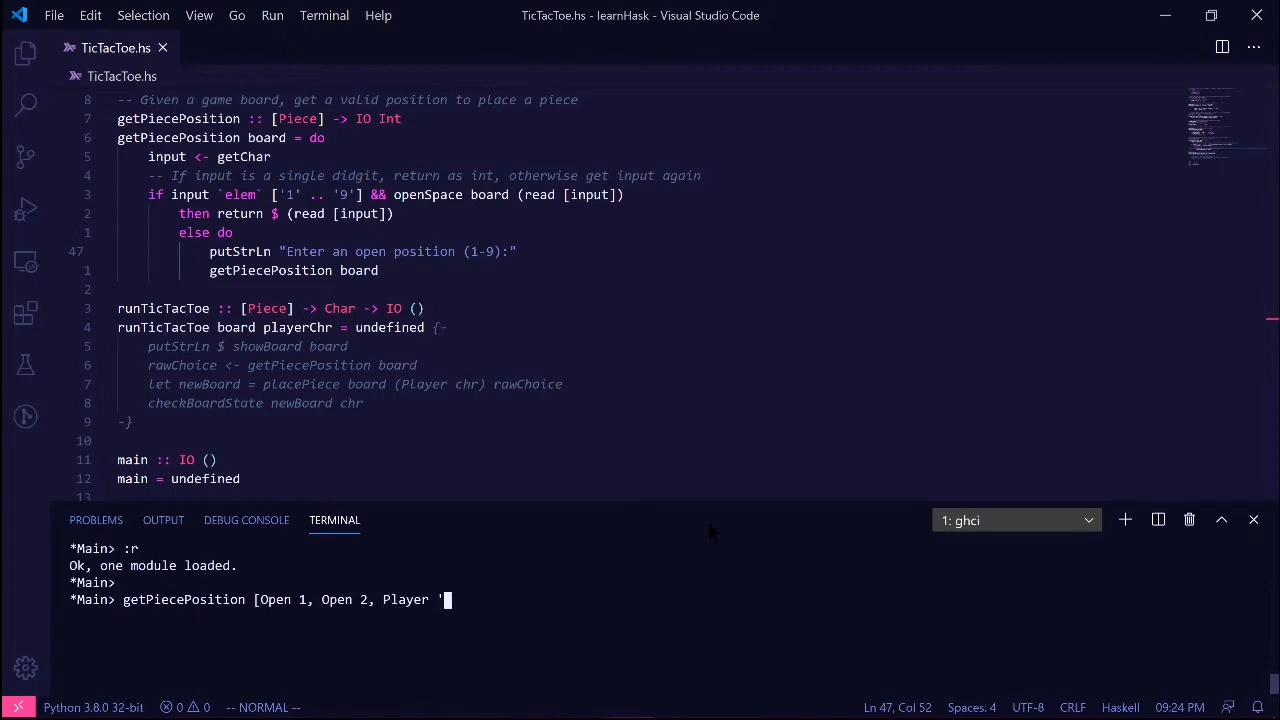 File Edit Selection View Go Run Terminal Help TicTacToe.hs - learnHask - Visual Studio Code
TicTacToe.hs
TicTacToe.hs
8 -- Given a game board, get a valid position to place a piece
7 getPiecePosition :: [Piece] -> IO Int
6 getPiecePosition board = do
5 input <- getChar
4 -- If input is a single didgit, return as int, otherwise get input again
3 if input `elem` ['1' .. '9'] && openSpace board (read [input])
2 then return $ (read [input])
1 else do
47 putStrLn "Enter an open position (1-9):"
1 getPiecePosition board
2
3 runTicTacToe :: [Piece] -> Char -> IO ()
4 runTicTacToe board playerChr = undefined {-
5 putStrLn $ showBoard board
6 rawChoice <- getPiecePosition board
7 let newBoard = placePiece board (Player chr) rawChoice
8 checkBoardState newBoard chr
9 -}
10
11 main :: IO ()
12 main = undefined
13
PROBLEMS OUTPUT DEBUG CONSOLE TERMINAL 1: ghci
*Main> :r
Ok, one module loaded.
*Main>
*Main> getPiecePosition [Open 1, Open 2, Player '
Python 3.8.0 32-bit 0 0 -- NORMAL -- Ln 47, Col 52 Spaces: 4 UTF-8 CRLF Haskell 09:24 PM